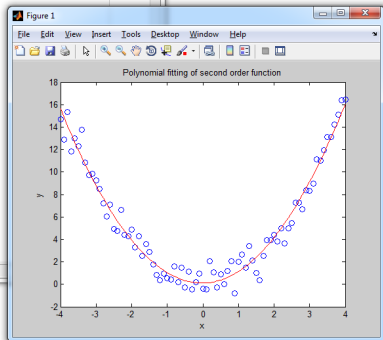 Figure 1
File Edit View Insert Tools Desktop Window Help
Polynomial fitting of second order function
18
16
14
12
10
8
6
4
2
0
-2
y
-4 -3 -2 -1 0 1 2 3 4
x